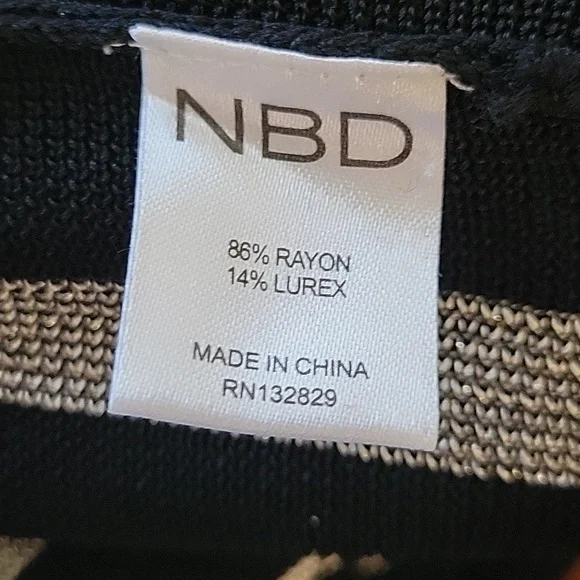 NBD
86% RAYON
14% LUREX
MADE IN CHINA
RN132829